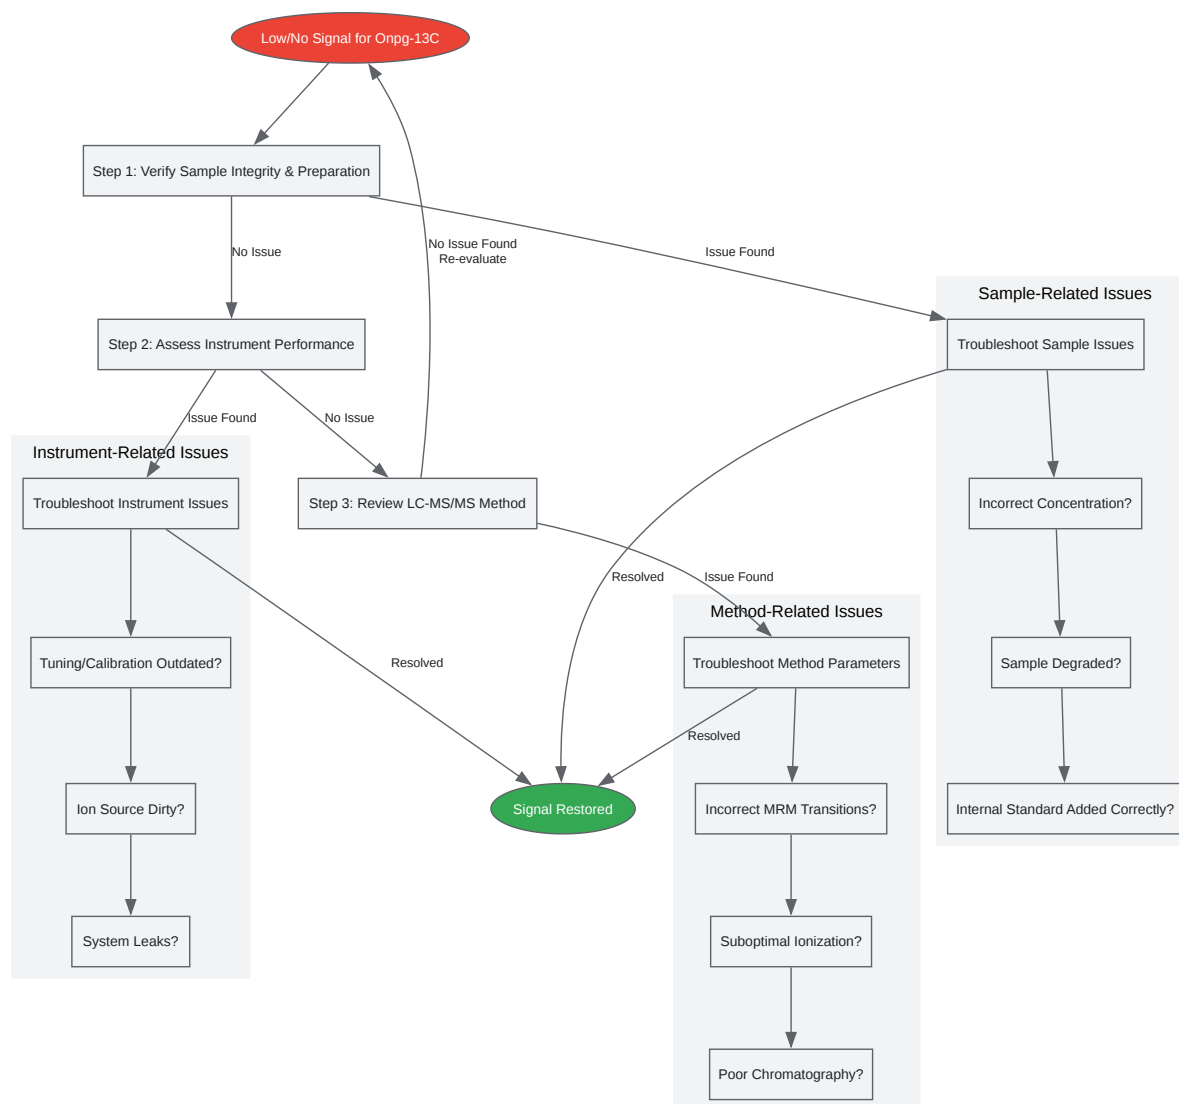 Low/No Signal for Onpg-13C
Step 1: Verify Sample Integrity & Preparation
No Issue Found
Re-evaluate
No Issue
Issue Found
Sample-Related Issues
Step 2: Assess Instrument Performance
Troubleshoot Sample Issues
Issue Found
No Issue
Instrument-Related Issues
Troubleshoot Instrument Issues
Step 3: Review LC-MS/MS Method
Incorrect Concentration?
Resolved
Issue Found
Method-Related Issues
Tuning/Calibration Outdated?
Resolved
Troubleshoot Method Parameters
Sample Degraded?
Resolved
Ion Source Dirty?
Signal Restored
Incorrect MRM Transitions?
Internal Standard Added Correctly?
System Leaks?
Suboptimal Ionization?
Poor Chromatography?